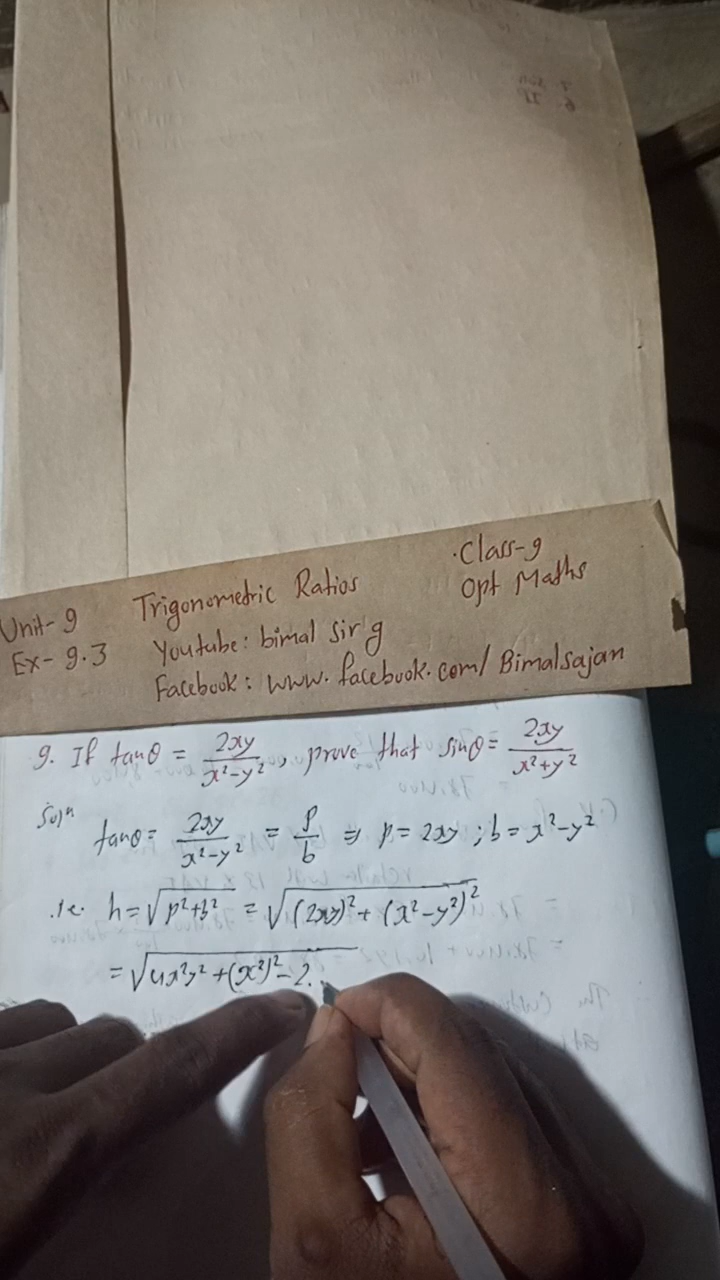 Unit-9 Trigonometric Ratios Class-9
Ex-9.3 Youtube: bimal sir g Opt Maths
Facebook: www.facebook.com/Bimalsajan
9. If tanθ = 2xy/x²-y², prove that sinθ = 2xy/x²+y²
Sol^n
tanθ = 2xy/x²-y² = p/b ⇒ p = 2xy ; b = x²-y²
h = √p²+b² = √(2xy)²+(x²-y²)²
= √4x²y²+(x²)²-2.